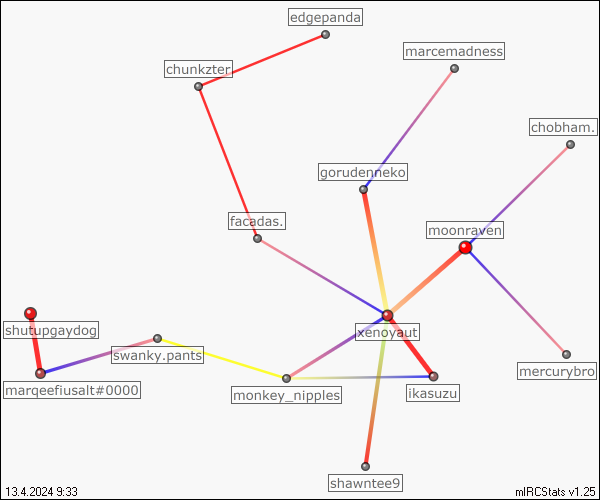 edgepanda
marcemadness
chunkzter
chobham.
gorudenneko
facadas.
moonraven
shutupgaydog
xenoyaut
swanky.pants
mercurybro
marqeefiusalt#0000
monkey_nipples
ikasuzu
shawntee9
13.4.2024 9:33
mIRCStats v1.25